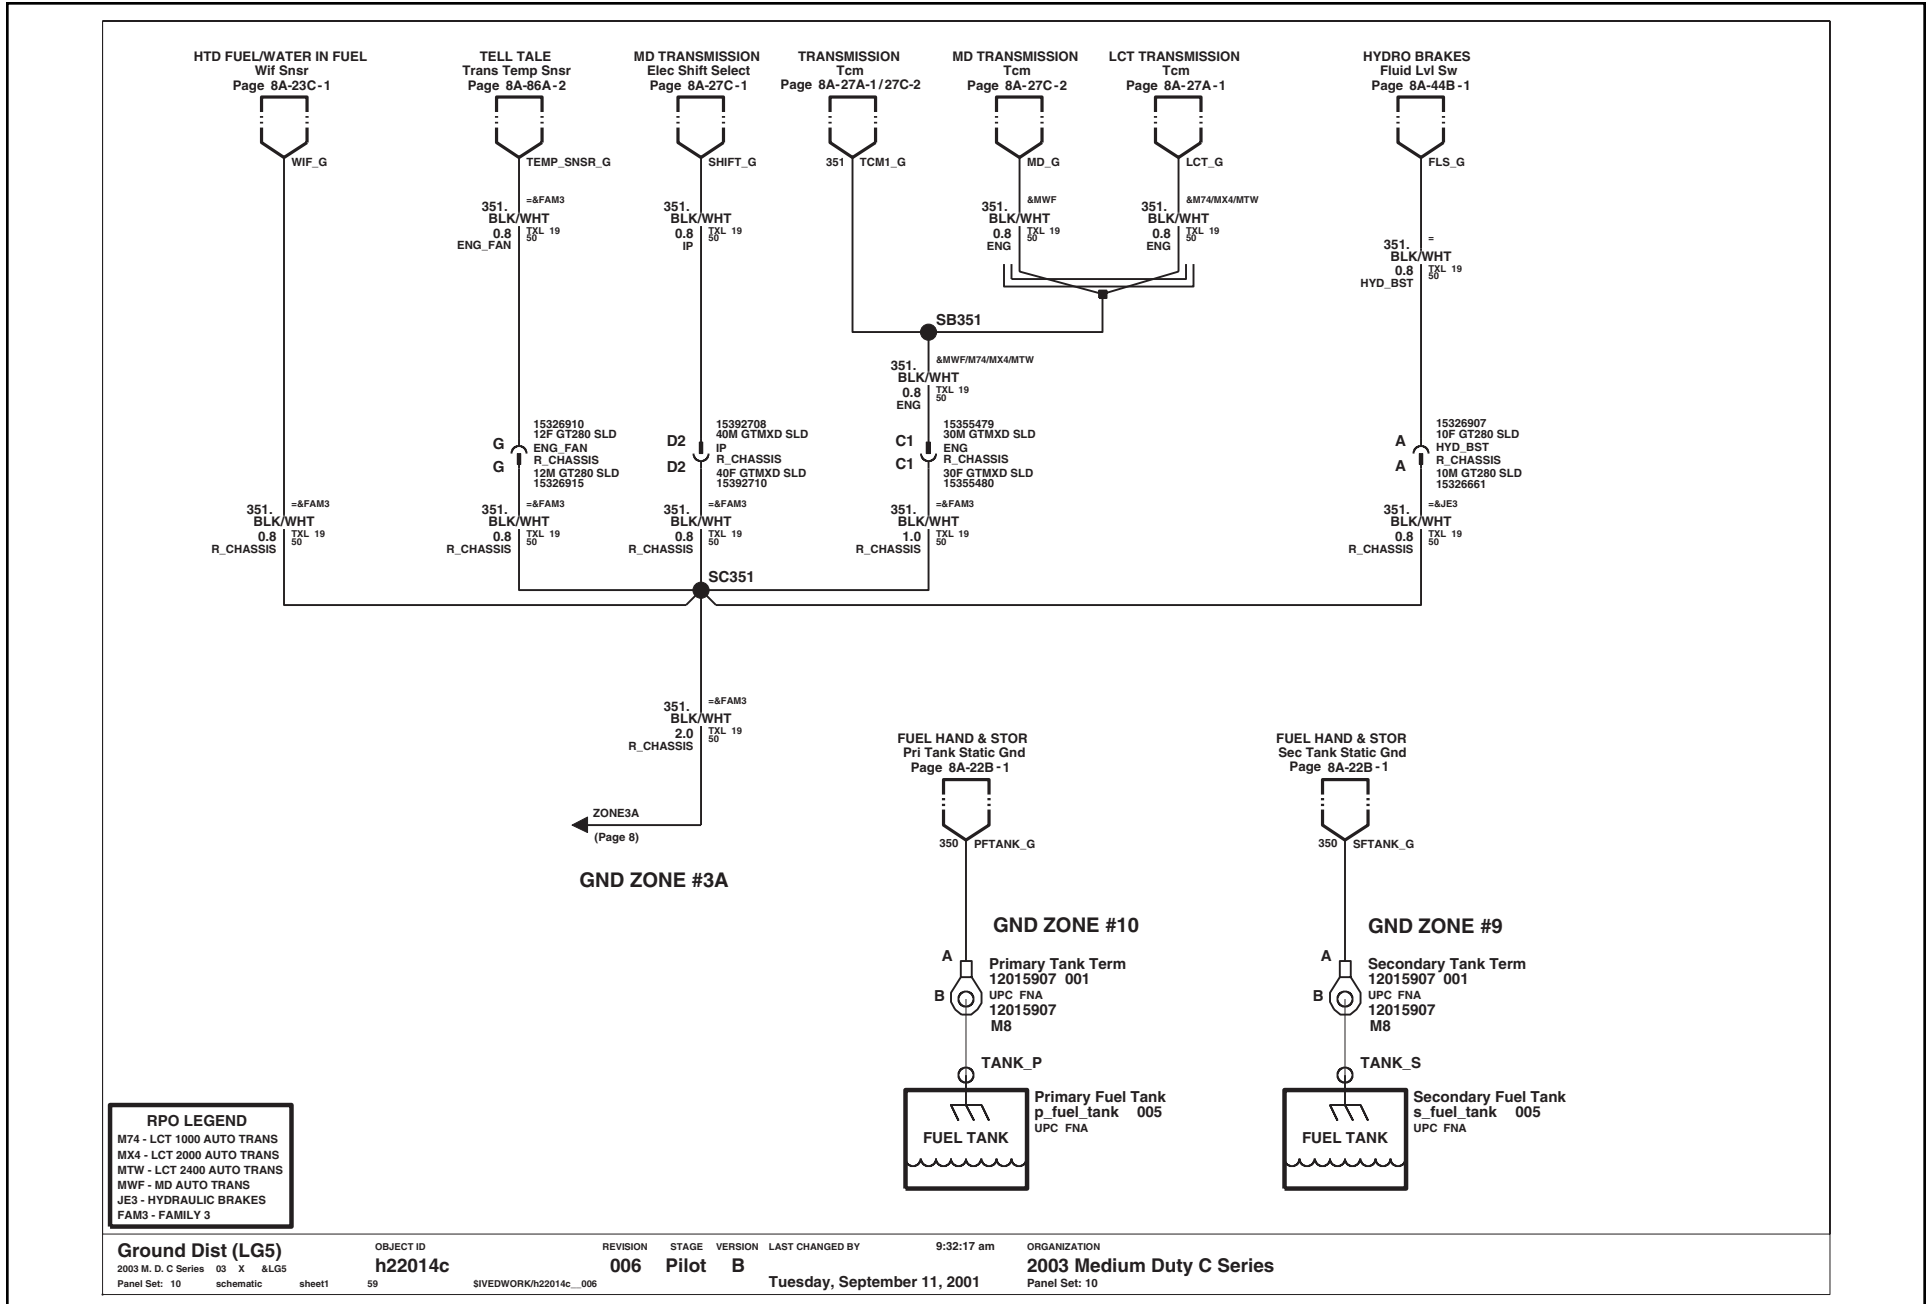 HTD FUEL/WATER IN FUEL
Wif Snsr
Page 8A-23C-1
TELL TALE
Trans Temp Snsr
Page 8A-86A-2
MD TRANSMISSION
Elec Shift Select
Page 8A-27C-1
TRANSMISSION
Tcm
Page 8A-27A-1/27C-2
MD TRANSMISSION
Tcm
Page 8A-27C-2
LCT TRANSMISSION
Tcm
Page 8A-27A-1
HYDRO BRAKES
Fluid Lvl Sw
Page 8A-44B-1
WIF_G
TEMP_SNSR_G
SHIFT_G
351 TCM1_G
MD_G
LCT_G
FLS_G
351. =&FAM3
BLK/WHT
0.8 TXL 19
ENG_FAN 50
351.
BLK/WHT
0.8 TXL 19
IP 50
351. &MWF
BLK/WHT
0.8 TXL 19
ENG 50
351. &M74/MX4/MTW
BLK/WHT
0.8 TXL 19
ENG 50
351. =
BLK/WHT
0.8 TXL 19
HYD_BST 50
SB351
351. &MWF/M74/MX4/MTW
BLK/WHT
0.8 TXL 19
ENG 50
G
G
15326910
12F GT280 SLD
ENG_FAN
R_CHASSIS
12M GT280 SLD
15326915
D2
D2
15392708
40M GTMXD SLD
IP
R_CHASSIS
40F GTMXD SLD
15392710
C1
C1
15355479
30M GTMXD SLD
ENG
R_CHASSIS
30F GTMXD SLD
15355480
A
A
15326907
10F GT280 SLD
HYD_BST
R_CHASSIS
10M GT280 SLD
15326661
351. =&FAM3
BLK/WHT
0.8 TXL 19
R_CHASSIS 50
351. =&FAM3
BLK/WHT
0.8 TXL 19
R_CHASSIS 50
351. =&FAM3
BLK/WHT
0.8 TXL 19
R_CHASSIS 50
351. =&FAM3
BLK/WHT
1.0 TXL 19
R_CHASSIS 50
351. =&JE3
BLK/WHT
0.8 TXL 19
R_CHASSIS 50
SC351
351. =&FAM3
BLK/WHT
2.0 TXL 19
R_CHASSIS 50
ZONE3A
(Page 8)
GND ZONE #3A
FUEL HAND & STOR
Pri Tank Static Gnd
Page 8A-22B-1
350 PFTANK_G
GND ZONE #10
A
B
Primary Tank Term
12015907 001
UPC FNA
12015907
M8
TANK_P
Primary Fuel Tank
p_fuel_tank 005
UPC FNA
FUEL TANK
FUEL HAND & STOR
Sec Tank Static Gnd
Page 8A-22B-1
350 SFTANK_G
GND ZONE #9
A
B
Secondary Tank Term
12015907 001
UPC FNA
12015907
M8
TANK_S
Secondary Fuel Tank
s_fuel_tank 005
UPC FNA
FUEL TANK
RPO LEGEND
M74 - LCT 1000 AUTO TRANS
MX4 - LCT 2000 AUTO TRANS
MTW - LCT 2400 AUTO TRANS
MWF - MD AUTO TRANS
JE3 - HYDRAULIC BRAKES
FAM3 - FAMILY 3
Ground Dist (LG5)
2003 M. D. C Series 03 X &LG5
Panel Set: 10 schematic sheet1 59
OBJECT ID
h22014c
$IVEDWORK/h22014c__006
REVISION
006
STAGE
Pilot
VERSION
B
LAST CHANGED BY 9:32:17 am
Tuesday, September 11, 2001
ORGANIZATION
2003 Medium Duty C Series
Panel Set: 10